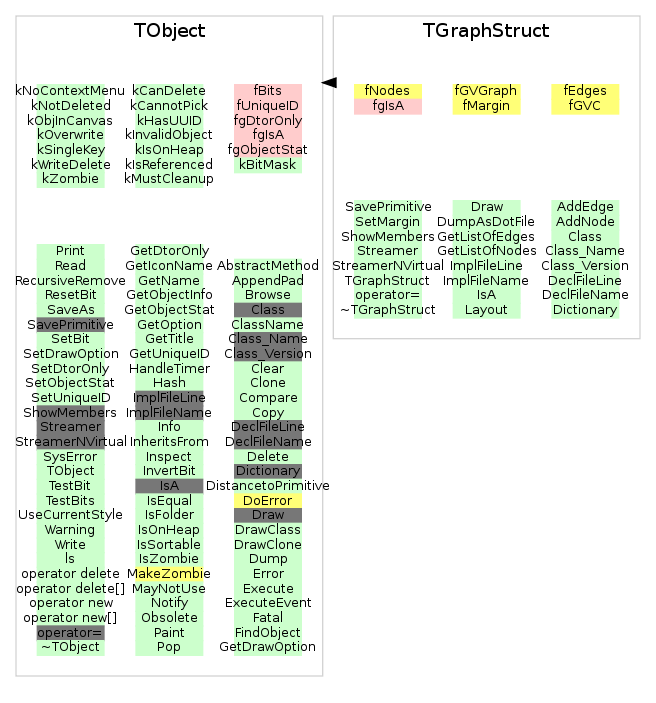 TObject
kNoContextMenu
kNotDeleted
kObjInCanvas
kOverwrite
kSingleKey
kWriteDelete
kZombie
kCanDelete
kCannotPick
kHasUUID
kInvalidObject
kIsOnHeap
kIsReferenced
kMustCleanup
fBits
fUniqueID
fgDtorOnly
fgIsA
fgObjectStat
kBitMask
Print
Read
RecursiveRemove
ResetBit
SaveAs
SavePrimitive
SetBit
SetDrawOption
SetDtorOnly
SetObjectStat
SetUniqueID
ShowMembers
Streamer
StreamerNVirtual
SysError
TObject
TestBit
TestBits
UseCurrentStyle
Warning
Write
ls
operator delete
operator delete[]
operator new
operator new[]
operator=
~TObject
GetDtorOnly
GetIconName
GetName
GetObjectInfo
GetObjectStat
GetOption
GetTitle
GetUniqueID
HandleTimer
Hash
ImplFileLine
ImplFileName
Info
InheritsFrom
Inspect
InvertBit
IsA
IsEqual
IsFolder
IsOnHeap
IsSortable
IsZombie
MakeZombie
MayNotUse
Notify
Obsolete
Paint
Pop
AbstractMethod
AppendPad
Browse
Class
ClassName
Class_Name
Class_Version
Clear
Clone
Compare
Copy
DeclFileLine
DeclFileName
Delete
Dictionary
DistancetoPrimitive
DoError
Draw
DrawClass
DrawClone
Dump
Error
Execute
ExecuteEvent
Fatal
FindObject
GetDrawOption
TGraphStruct
fNodes
fgIsA
fGVGraph
fMargin
fEdges
fGVC
SavePrimitive
SetMargin
ShowMembers
Streamer
StreamerNVirtual
TGraphStruct
operator=
~TGraphStruct
Draw
DumpAsDotFile
GetListOfEdges
GetListOfNodes
ImplFileLine
ImplFileName
IsA
Layout
AddEdge
AddNode
Class
Class_Name
Class_Version
DeclFileLine
DeclFileName
Dictionary